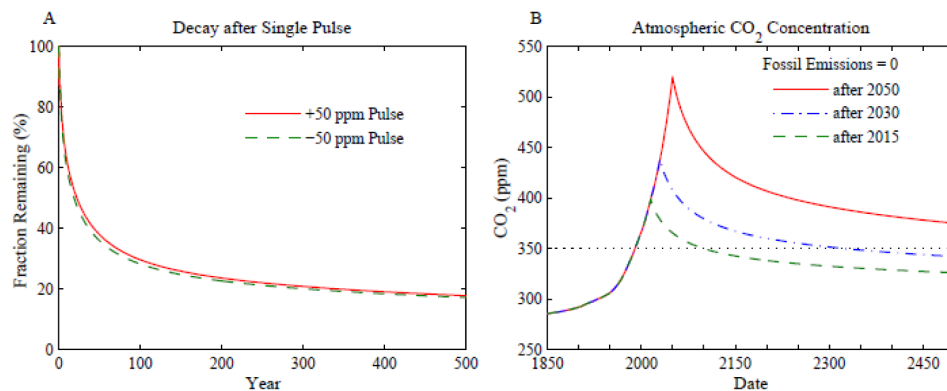 A
Decay after Single Pulse
100
80
60
40
20
0
Fraction Remaining (%)
+50 ppm Pulse
−50 ppm Pulse
0 100 200 300 400 500
Year
B
Atmospheric CO2 Concentration
550
500
450
400
350
300
250
CO2 (ppm)
Fossil Emissions = 0
after 2050
after 2030
after 2015
1850 2000 2150 2300 2450
Date